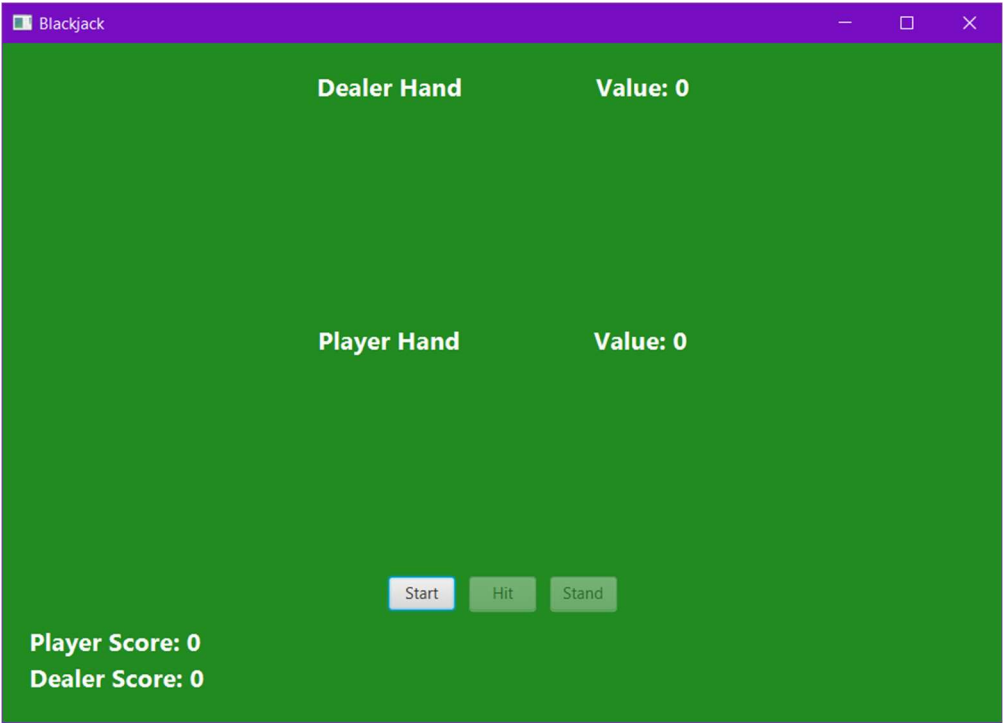 Blackjack
Dealer Hand Value: 0
Player Hand Value: 0
Start Hit Stand
Player Score: 0
Dealer Score: 0